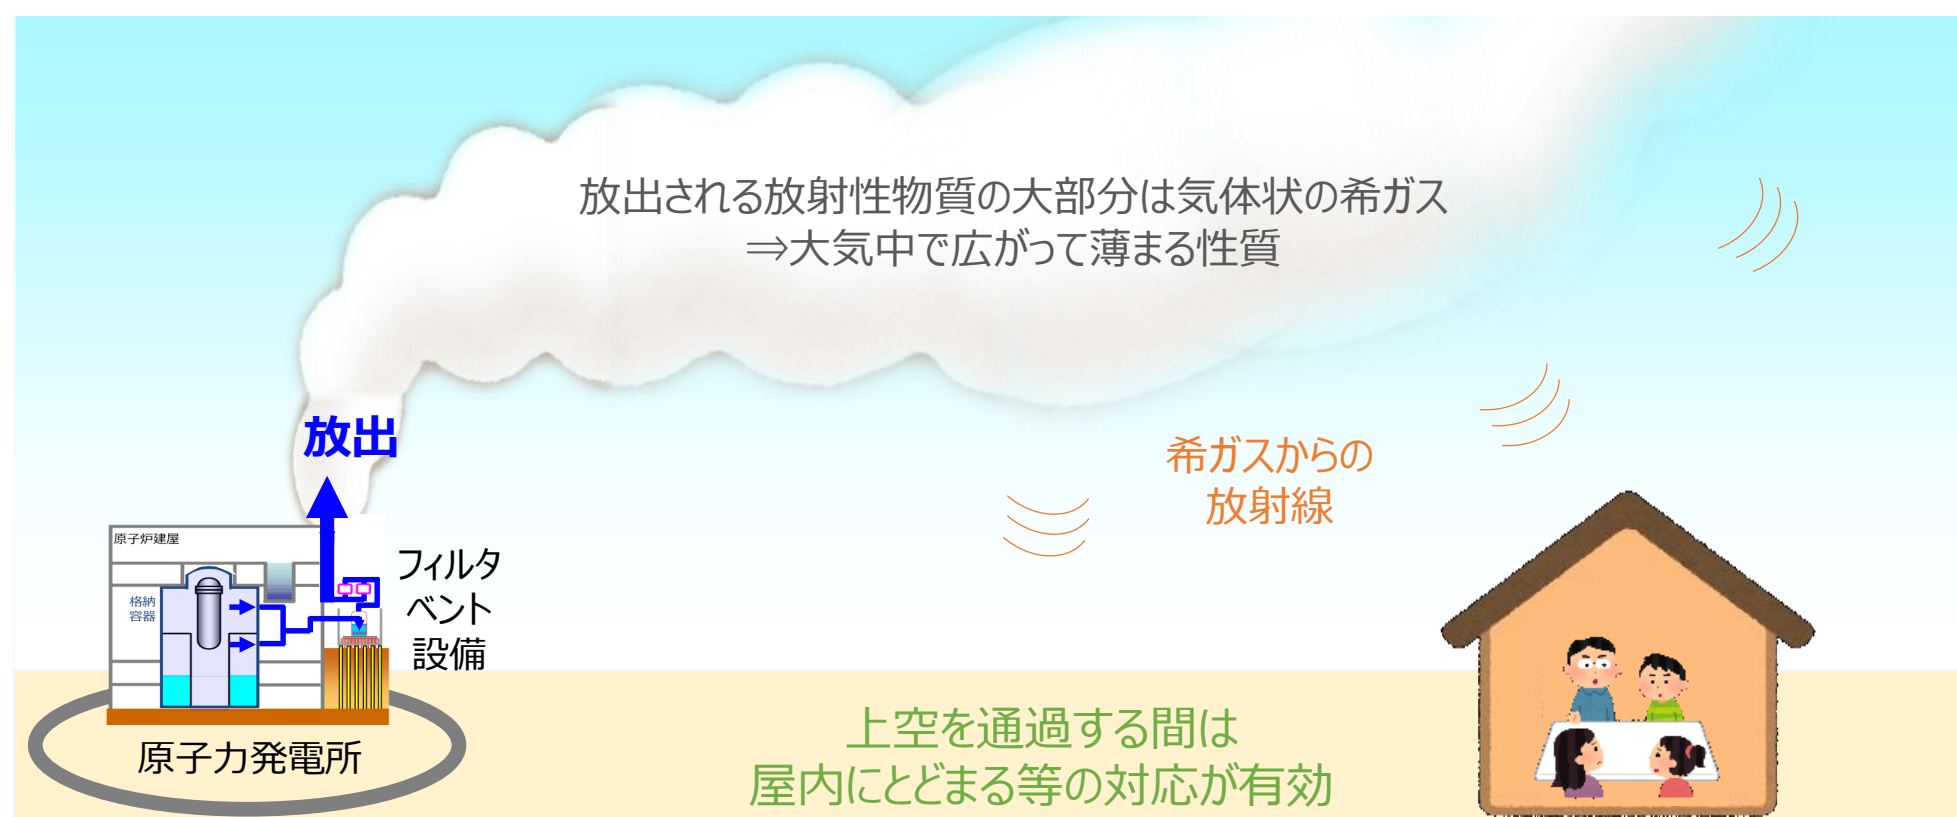 放出される放射性物質の大部分は気体状の希ガス
⇒大気中で広がって薄まる性質
放出
希ガスからの
放射線
原子炉建屋
格納
容器
フィルタ
ベント
設備
原子力発電所
上空を通過する間は
屋内にとどまる等の対応が有効